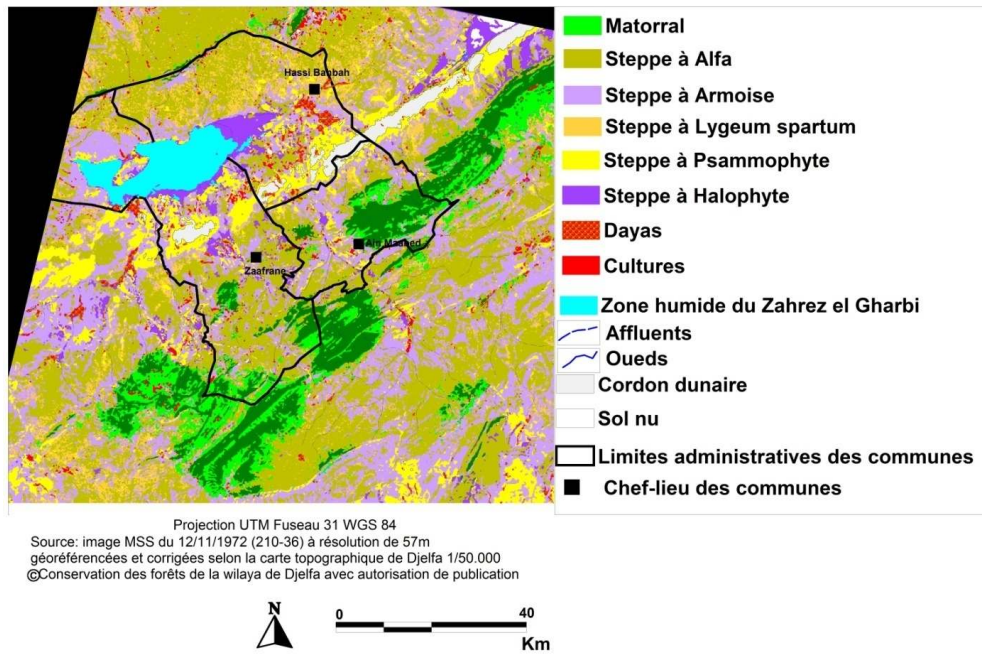 Hassi Bahbah
Ain Maabed
Zaafrane
Matorral
Steppe à Alfa
Steppe à Armoise
Steppe à Lygeum spartum
Steppe à Psammophyte
Steppe à Halophyte
Dayas
Cultures
Zone humide du Zahrez el Gharbi
Affluents
Oueds
Cordon dunaire
Sol nu
Limites administratives des communes
Chef-lieu des communes
Projection UTM Fuseau 31 WGS 84
Source: image MSS du 12/11/1972 (210-36) à résolution de 57m
géoréférencées et corrigées selon la carte topographique de Djelfa 1/50.000
©Conservation des forêts de la wilaya de Djelfa avec autorisation de publication
N
0 40
Km